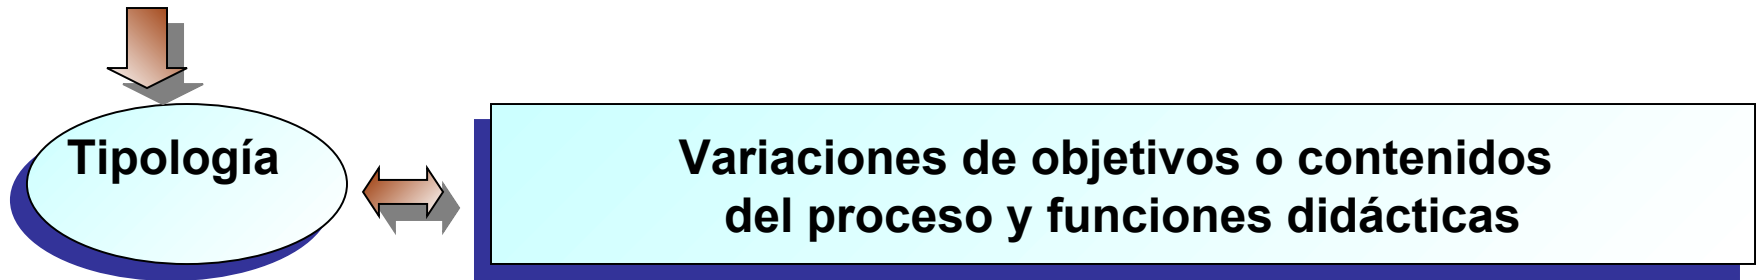 Tipología
Variaciones de objetivos o contenidos
del proceso y funciones didácticas